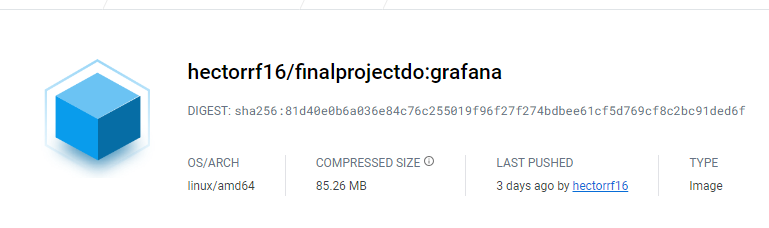 hectorrf16/finalprojectdo:grafana
DIGEST: sha256:81d40e0b6a036e84c76c255019f96f27f274bdbee61cf5d769cf8c2bc91ded6f
OS/ARCH COMPRESSED SIZE LAST PUSHED TYPE
linux/amd64 85.26 MB 3 days ago by hectorrf16 Image